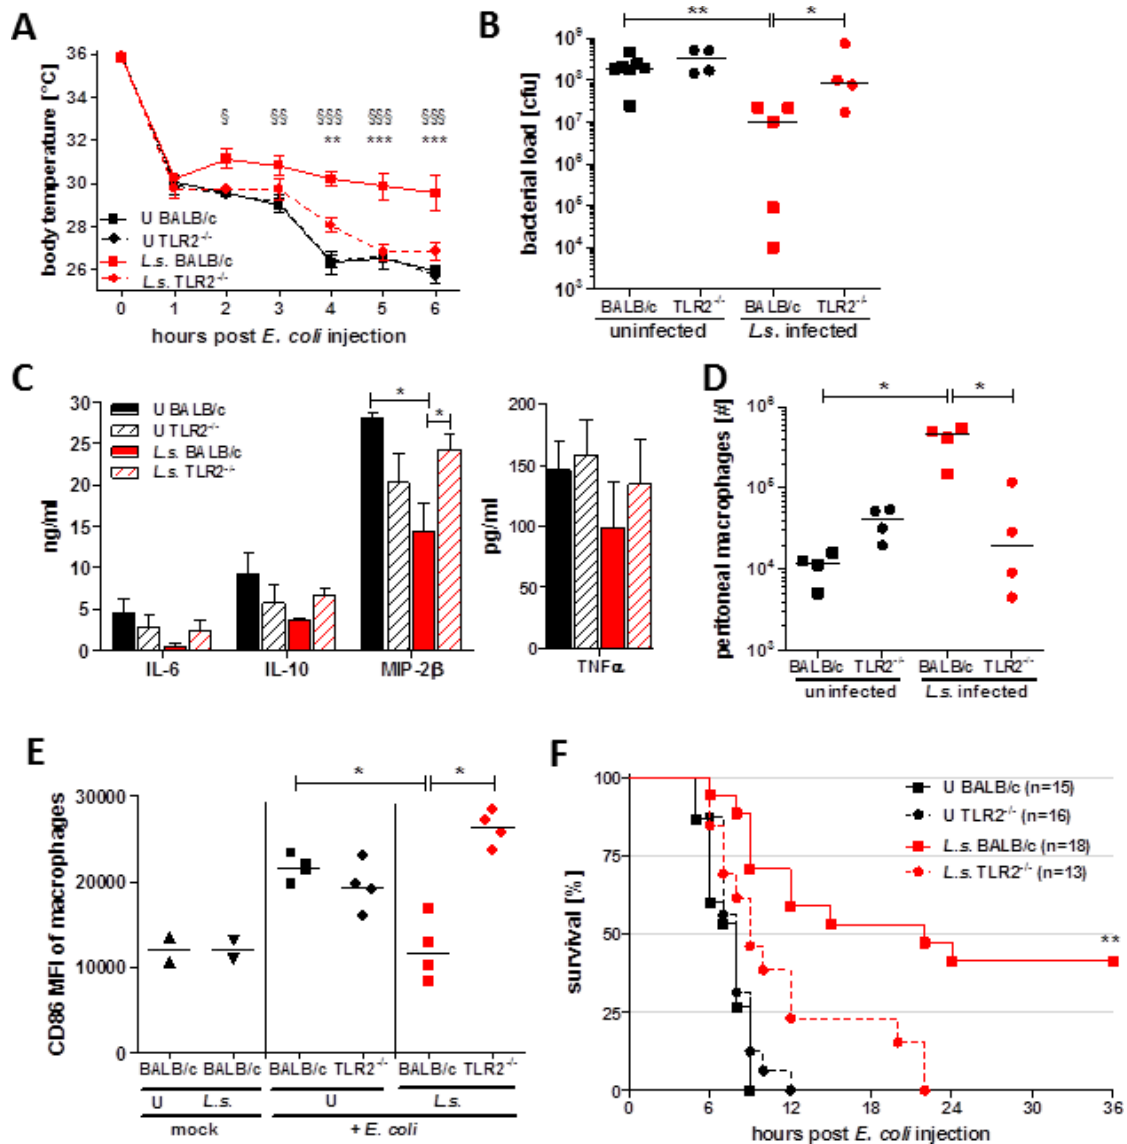 A
body temperature [°C]
36
34
32
30
28
26
§ §§ §§§ §§§ §§§
** *** ***
U BALB/c
U TLR2-/-
L.s. BALB/c
L.s. TLR2-/-
0 1 2 3 4 5 6
hours post E. coli injection
B
** *
bacterial load [cfu]
10⁹
10⁸
10⁷
10⁶
10⁵
10⁴
10³
BALB/c TLR2-/- BALB/c TLR2-/-
uninfected L.s. infected
C
U BALB/c
U TLR2-/-
L.s. BALB/c
L.s. TLR2-/-
* *
ng/ml
30
25
20
15
10
5
0
IL-6 IL-10 MIP-2β
pg/ml
200
150
100
50
0
TNFα
D
* *
peritoneal macrophages [#]
10⁶
10⁵
10⁴
10³
BALB/c TLR2-/- BALB/c TLR2-/-
uninfected L.s. infected
E
* *
CD86 MFI of macrophages
30000
20000
10000
0
BALB/c BALB/c BALB/c TLR2-/- BALB/c TLR2-/-
U L.s. U L.s.
mock + E. coli
F
survival [%]
100
75
50
25
0
U BALB/c (n=15)
U TLR2-/- (n=16)
L.s. BALB/c (n=18)
L.s. TLR2-/- (n=13)
**
0 6 12 18 24 30 36
hours post E. coli injection